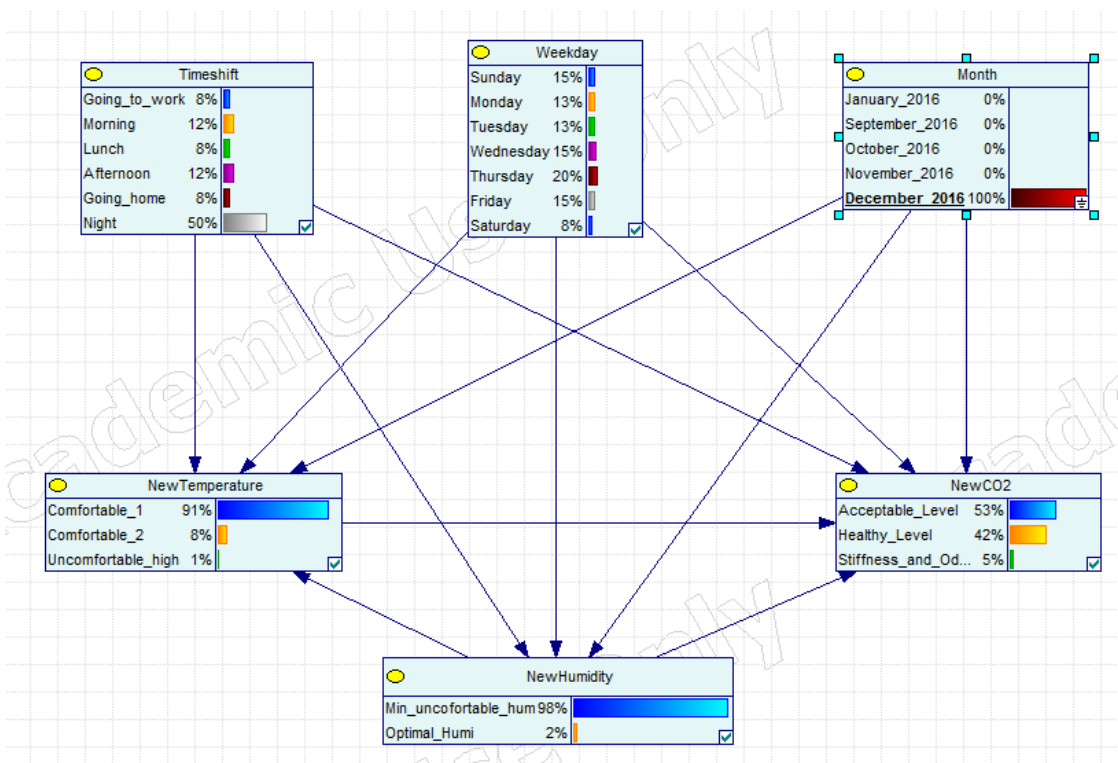 Timeshift
Going_to_work 8%
Morning 12%
Lunch 8%
Afternoon 12%
Going_home 8%
Night 50%
Weekday
Sunday 15%
Monday 13%
Tuesday 13%
Wednesday 15%
Thursday 20%
Friday 15%
Saturday 8%
Month
January_2016 0%
September_2016 0%
October_2016 0%
November_2016 0%
December_2016 100%
NewTemperature
Comfortable_1 91%
Comfortable_2 8%
Uncomfortable_high 1%
NewCO2
Acceptable_Level 53%
Healthy_Level 42%
Stiffness_and_Od... 5%
NewHumidity
Min_uncofortable_hum 98%
Optimal_Humi 2%
Academic Use Only